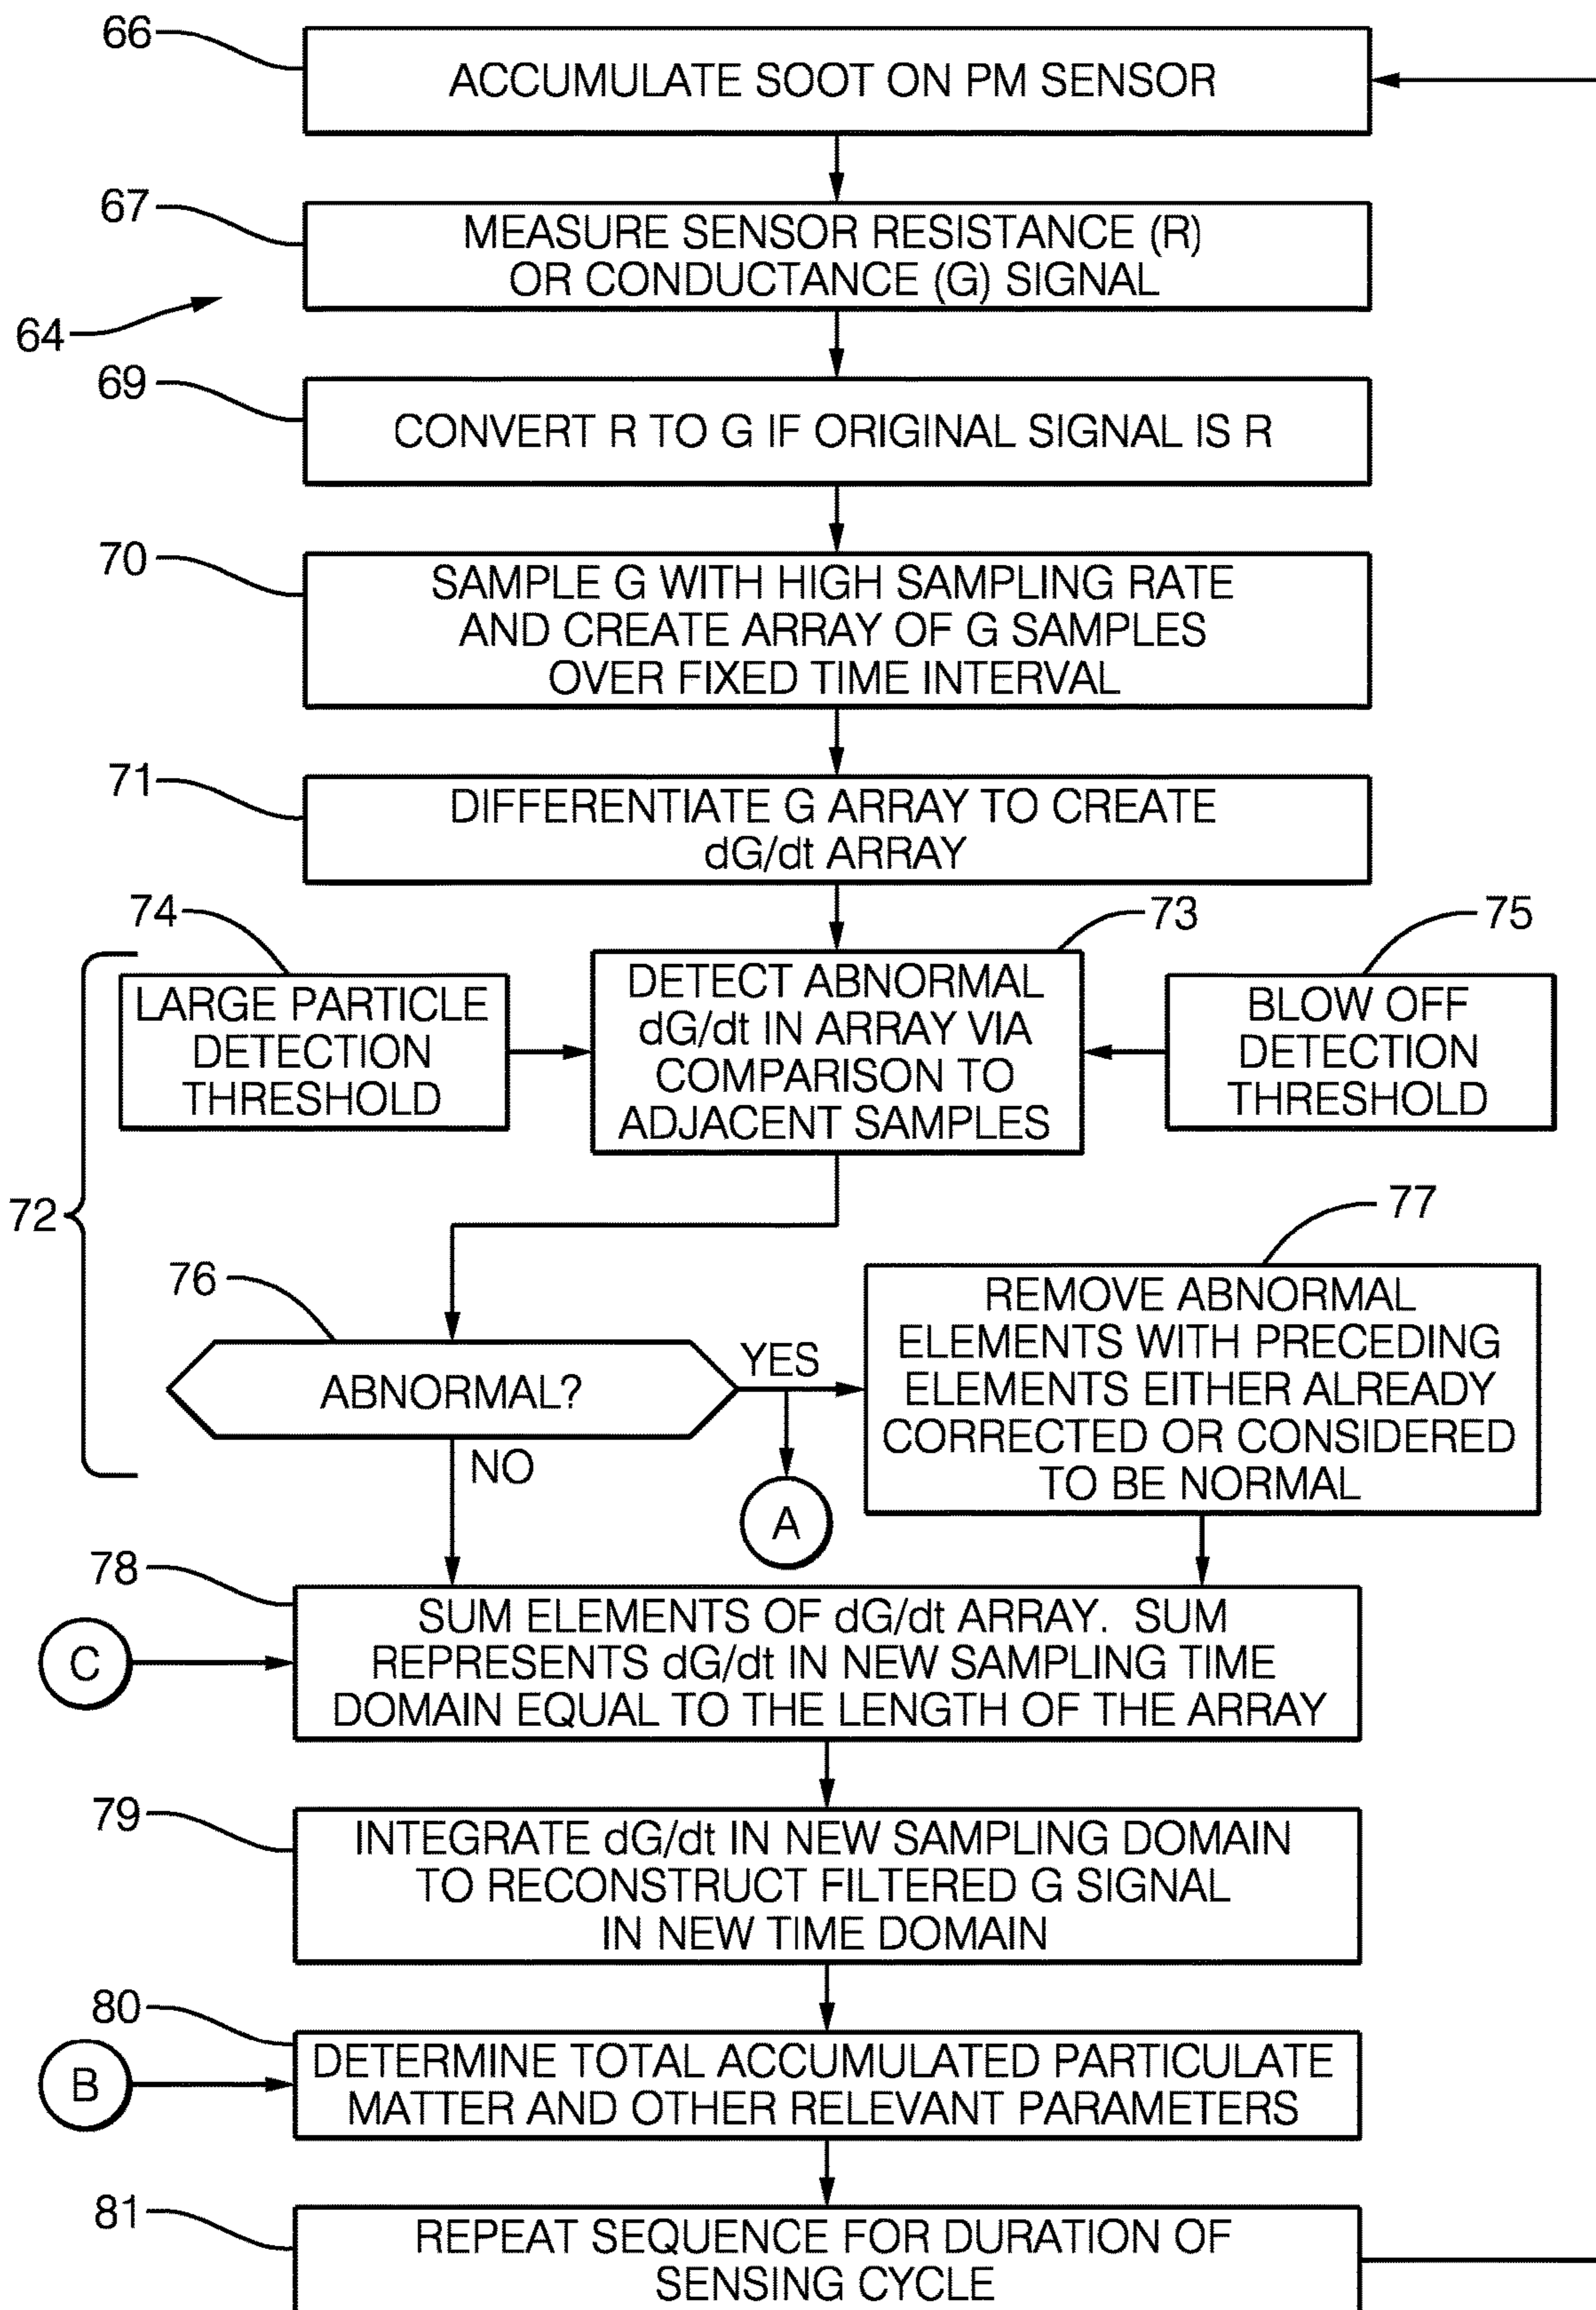 66
ACCUMULATE SOOT ON PM SENSOR
67
MEASURE SENSOR RESISTANCE (R)
OR CONDUCTANCE (G) SIGNAL
64
69
CONVERT R TO G IF ORIGINAL SIGNAL IS R
70
SAMPLE G WITH HIGH SAMPLING RATE
AND CREATE ARRAY OF G SAMPLES
OVER FIXED TIME INTERVAL
71
DIFFERENTIATE G ARRAY TO CREATE
dG/dt ARRAY
72
74
LARGE PARTICLE
DETECTION
THRESHOLD
73
DETECT ABNORMAL
dG/dt IN ARRAY VIA
COMPARISON TO
ADJACENT SAMPLES
75
BLOW OFF
DETECTION
THRESHOLD
76
ABNORMAL?
YES
NO
A
77
REMOVE ABNORMAL
ELEMENTS WITH PRECEDING
ELEMENTS EITHER ALREADY
CORRECTED OR CONSIDERED
TO BE NORMAL
78
C
SUM ELEMENTS OF dG/dt ARRAY. SUM
REPRESENTS dG/dt IN NEW SAMPLING TIME
DOMAIN EQUAL TO THE LENGTH OF THE ARRAY
79
INTEGRATE dG/dt IN NEW SAMPLING DOMAIN
TO RECONSTRUCT FILTERED G SIGNAL
IN NEW TIME DOMAIN
80
B
DETERMINE TOTAL ACCUMULATED PARTICULATE
MATTER AND OTHER RELEVANT PARAMETERS
81
REPEAT SEQUENCE FOR DURATION OF
SENSING CYCLE